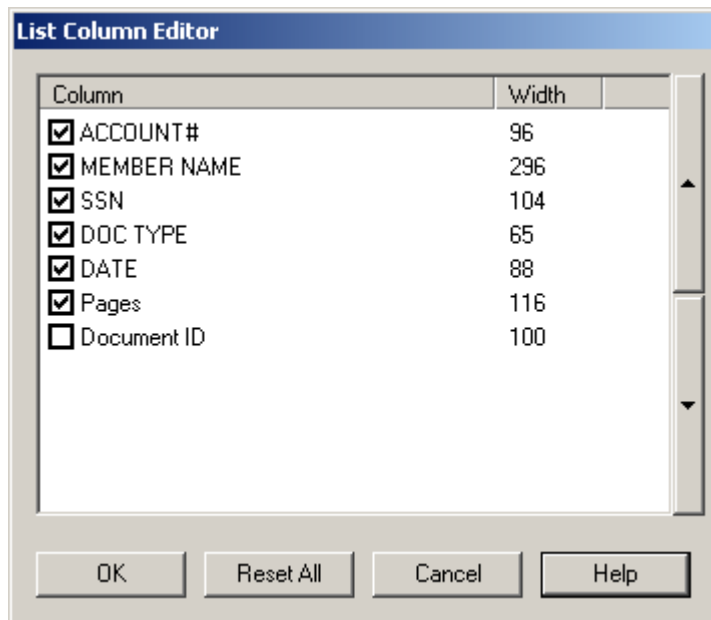 List Column Editor
Column Width
ACCOUNT# 96
MEMBER NAME 296
SSN 104
DOC TYPE 65
DATE 88
Pages 116
Document ID 100
OK Reset All Cancel Help